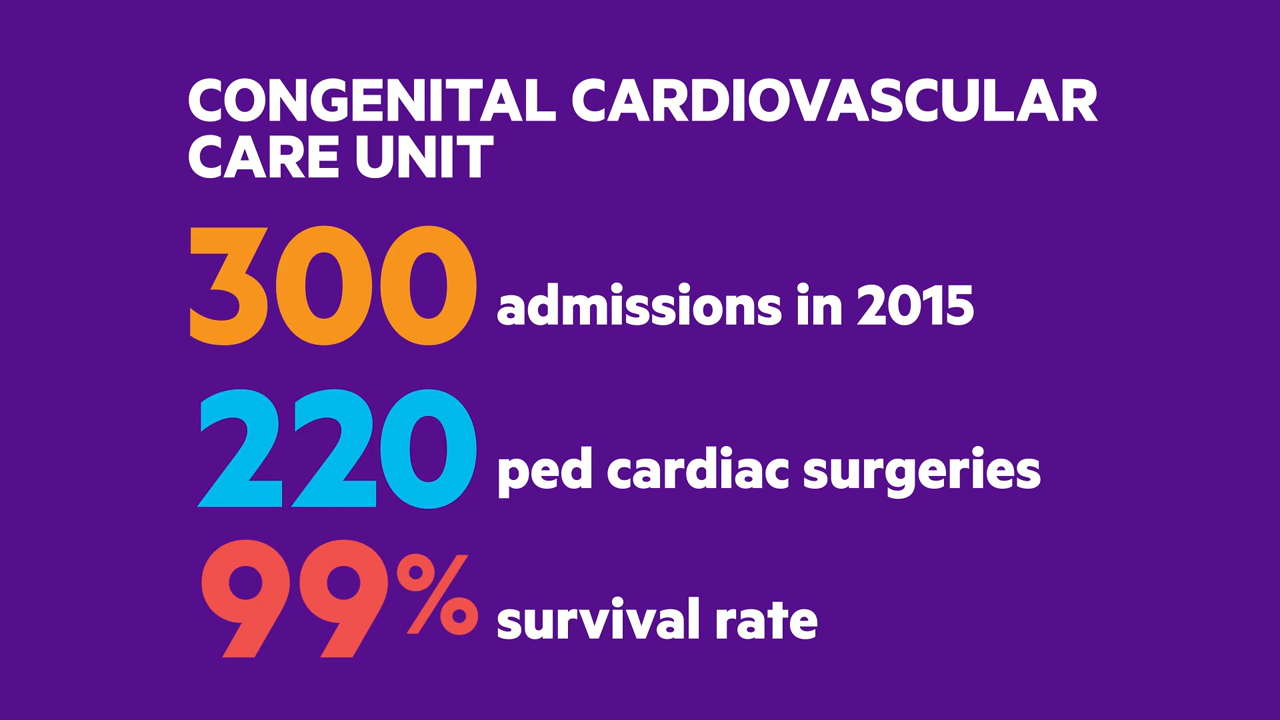 CONGENITAL CARDIOVASCULAR
CARE UNIT
300 admissions in 2015
220 ped cardiac surgeries
99% survival rate